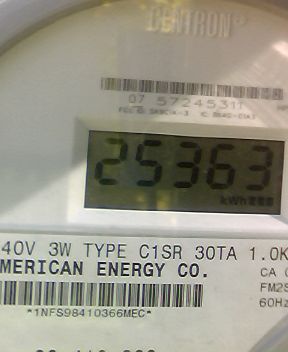 CENTRON®
07 57245311
25363
kWh
40V 3W TYPE C1SR 30TA 1.0K
MERICAN ENERGY CO.
CA
FM2S
60Hz
*1NFS98410366MEC*